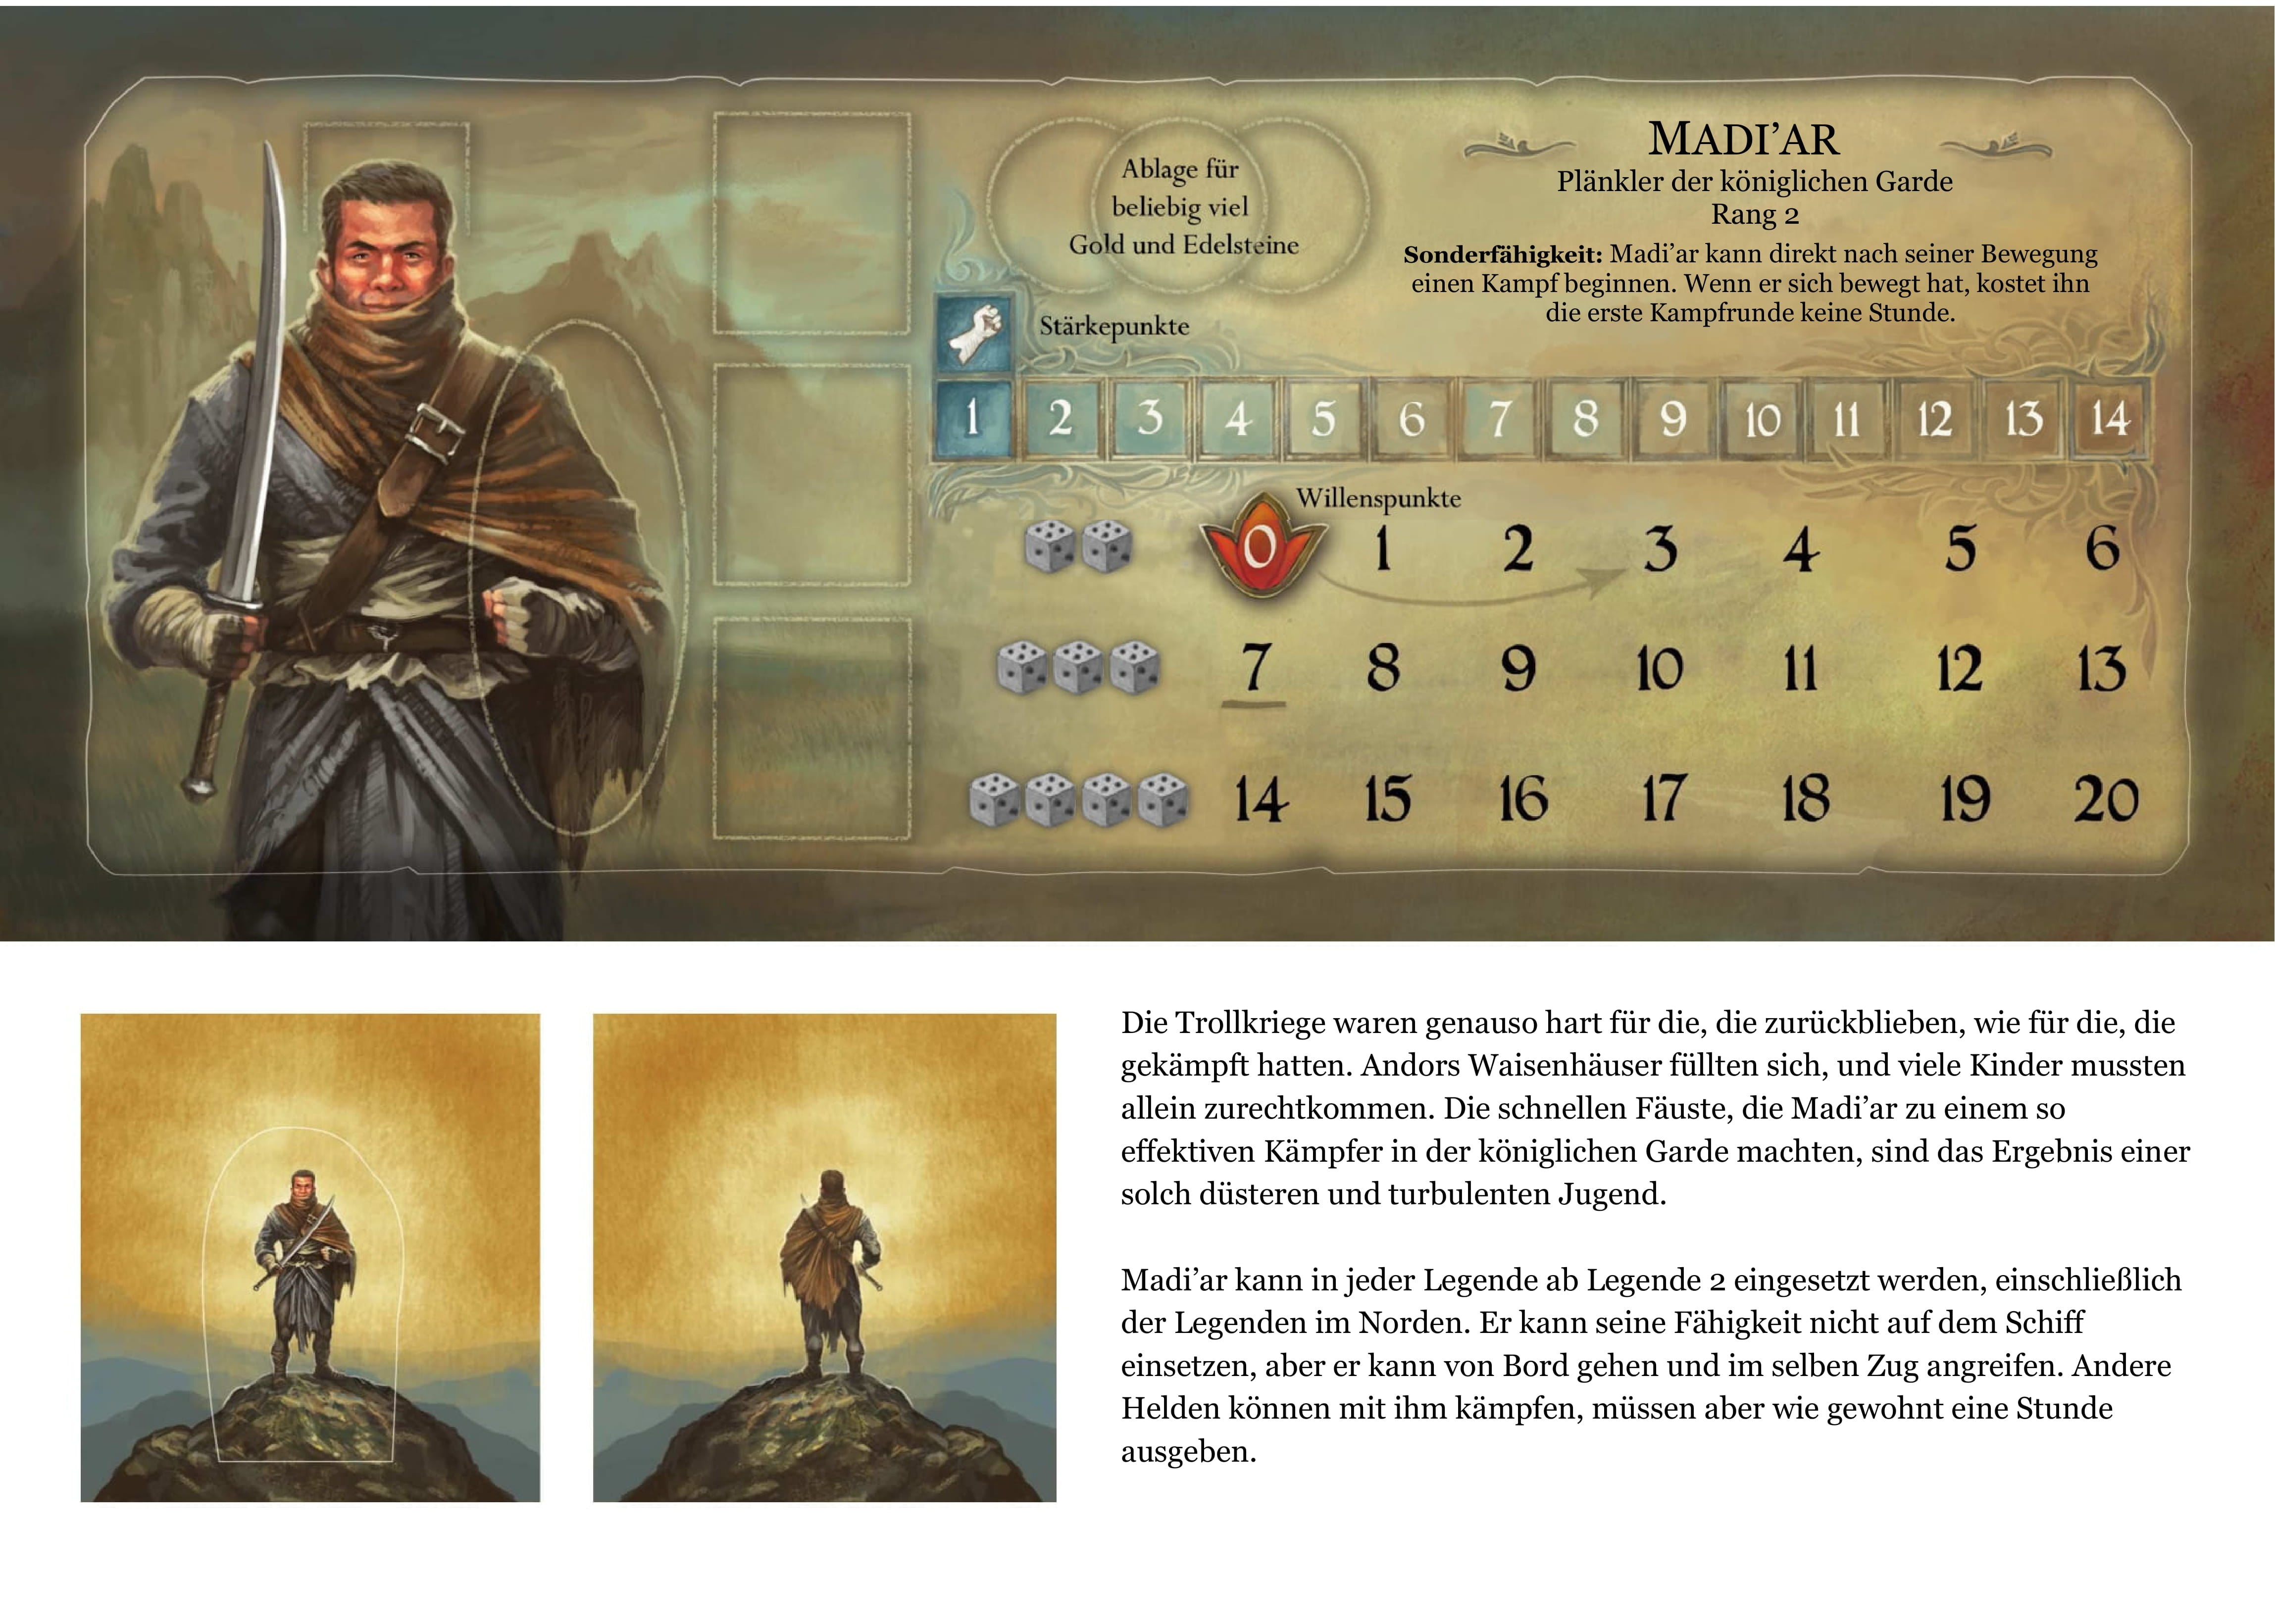 Ablage für
beliebig viel
Gold und Edelsteine
MADI’AR
Plänkler der königlichen Garde
Rang 2
Sonderfähigkeit: Madi’ar kann direkt nach seiner Bewegung
einen Kampf beginnen. Wenn er sich bewegt hat, kostet ihn
die erste Kampfrunde keine Stunde.
Stärkepunkte
1 2 3 4 5 6 7 8 9 10 11 12 13 14
Willenspunkte
0 1 2 3 4 5 6
7 8 9 10 11 12 13
14 15 16 17 18 19 20
Die Trollkriege waren genauso hart für die, die zurückblieben, wie für die, die
gekämpft hatten. Andors Waisenhäuser füllten sich, und viele Kinder mussten
allein zurechtkommen. Die schnellen Fäuste, die Madi’ar zu einem so
effektiven Kämpfer in der königlichen Garde machten, sind das Ergebnis einer
solch düsteren und turbulenten Jugend.
Madi’ar kann in jeder Legende ab Legende 2 eingesetzt werden, einschließlich
der Legenden im Norden. Er kann seine Fähigkeit nicht auf dem Schiff
einsetzen, aber er kann von Bord gehen und im selben Zug angreifen. Andere
Helden können mit ihm kämpfen, müssen aber wie gewohnt eine Stunde
ausgeben.